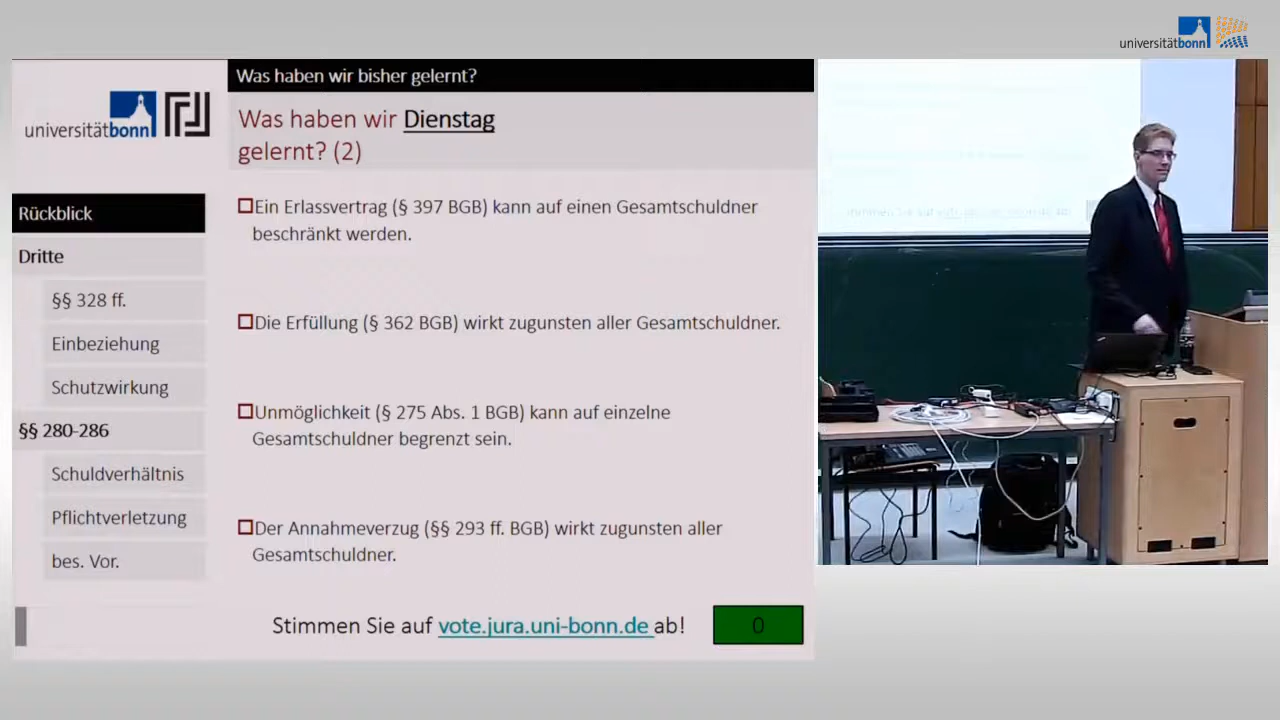 universitätbonn
Was haben wir bisher gelernt?
universitätbonn
Was haben wir Dienstag
gelernt? (2)
Rückblick
Dritte
§§ 328 ff.
Einbeziehung
Schutzwirkung
§§ 280-286
Schuldverhältnis
Pflichtverletzung
bes. Vor.
Ein Erlassvertrag (§ 397 BGB) kann auf einen Gesamtschuldner
beschränkt werden.
Die Erfüllung (§ 362 BGB) wirkt zugunsten aller Gesamtschuldner.
Unmöglichkeit (§ 275 Abs. 1 BGB) kann auf einzelne
Gesamtschuldner begrenzt sein.
Der Annahmeverzug (§§ 293 ff. BGB) wirkt zugunsten aller
Gesamtschuldner.
Stimmen Sie auf vote.jura.uni-bonn.de ab!
0